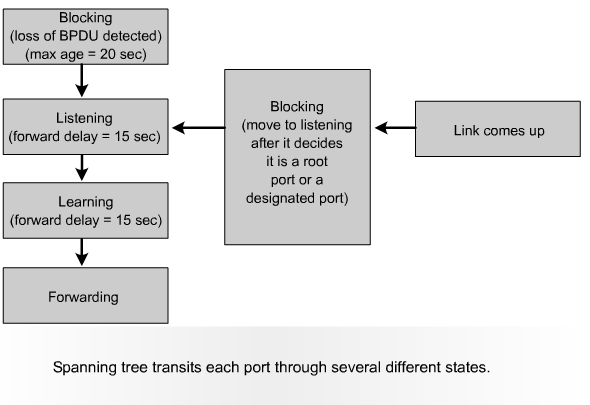 Blocking
(loss of BPDU detected)
(max age = 20 sec)
Listening
(forward delay = 15 sec)
Learning
(forward delay = 15 sec)
Forwarding
Blocking
(move to listening
after it decides
it is a root
port or a
designated port)
Link comes up
Spanning tree transits each port through several different states.